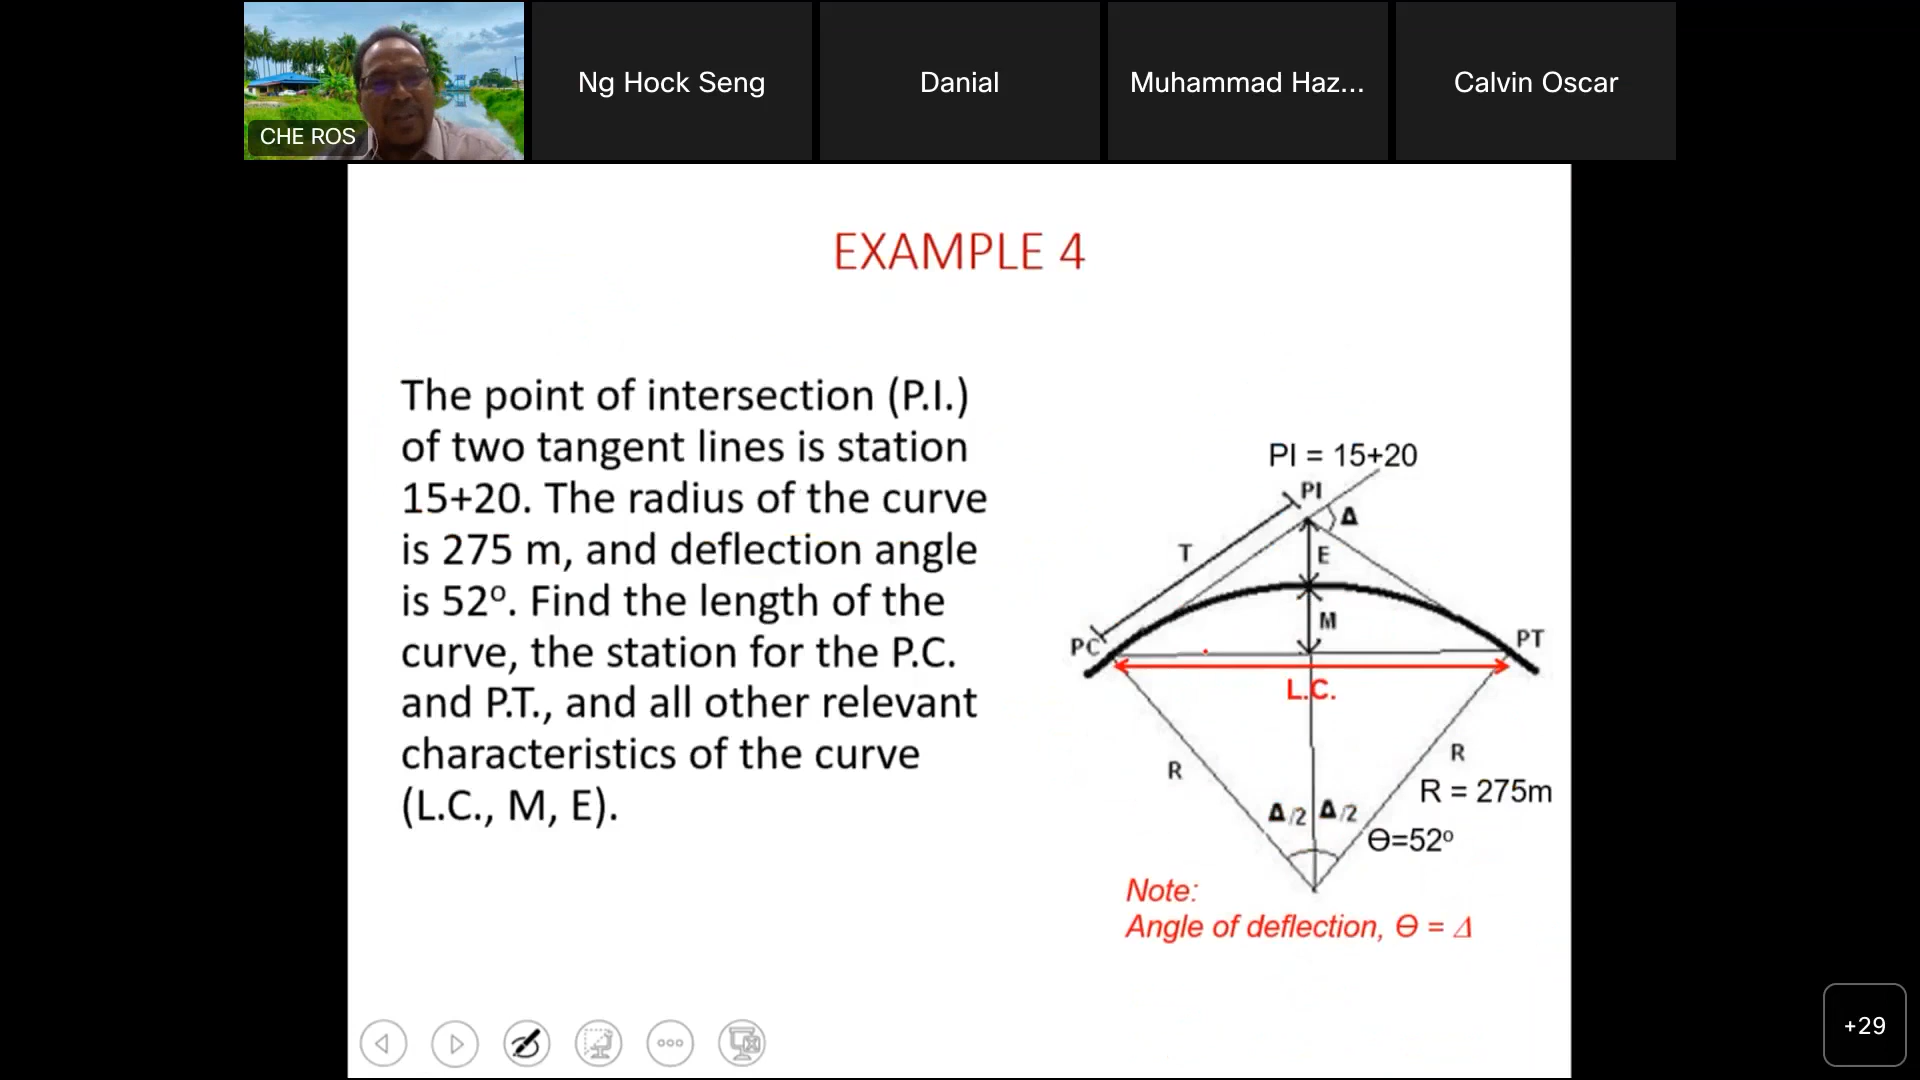 CHE ROS
Ng Hock Seng
Danial
Muhammad Haz...
Calvin Oscar
EXAMPLE 4
The point of intersection (P.I.)
of two tangent lines is station
15+20. The radius of the curve
is 275 m, and deflection angle
is 52º. Find the length of the
curve, the station for the P.C.
and P.T., and all other relevant
characteristics of the curve
(L.C., M, E).
PI = 15+20
PI
Δ
T
E
M
PC
PT
L.C.
R
R
R = 275m
Δ/2
Δ/2
Ө=52º
Note:
Angle of deflection, Ө = Δ
+29